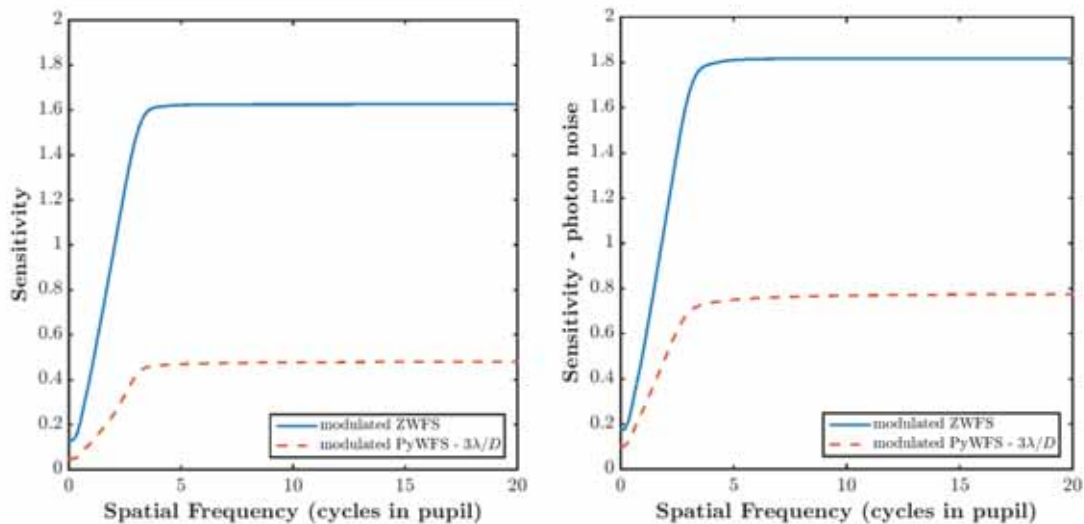 Sensitivity
2
1.8
1.6
1.4
1.2
1
0.8
0.6
0.4
0.2
0
0 5 10 15 20
Spatial Frequency (cycles in pupil)
modulated ZWFS
modulated PyWFS - 3λ/D
Sensitivity - photon noise
2
1.8
1.6
1.4
1.2
1
0.8
0.6
0.4
0.2
0
0 5 10 15 20
Spatial Frequency (cycles in pupil)
modulated ZWFS
modulated PyWFS - 3λ/D